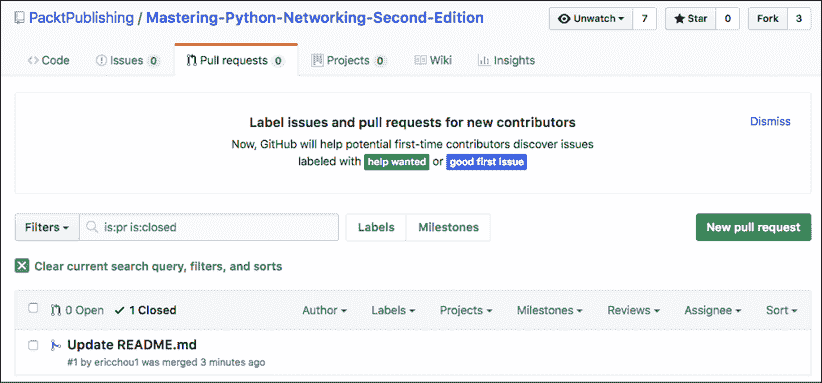 PacktPublishing / Mastering-Python-Networking-Second-Edition
Unwatch 7 Star 0 Fork 3
Code Issues 0 Pull requests 0 Projects 0 Wiki Insights
Label issues and pull requests for new contributors
Dismiss
Now, GitHub will help potential first-time contributors discover issues
labeled with help wanted or good first issue
Filters is:pr is:closed Labels Milestones New pull request
Clear current search query, filters, and sorts
0 Open 1 Closed Author Labels Projects Milestones Reviews Assignee Sort
Update README.md
#1 by ericchou1 was merged 3 minutes ago